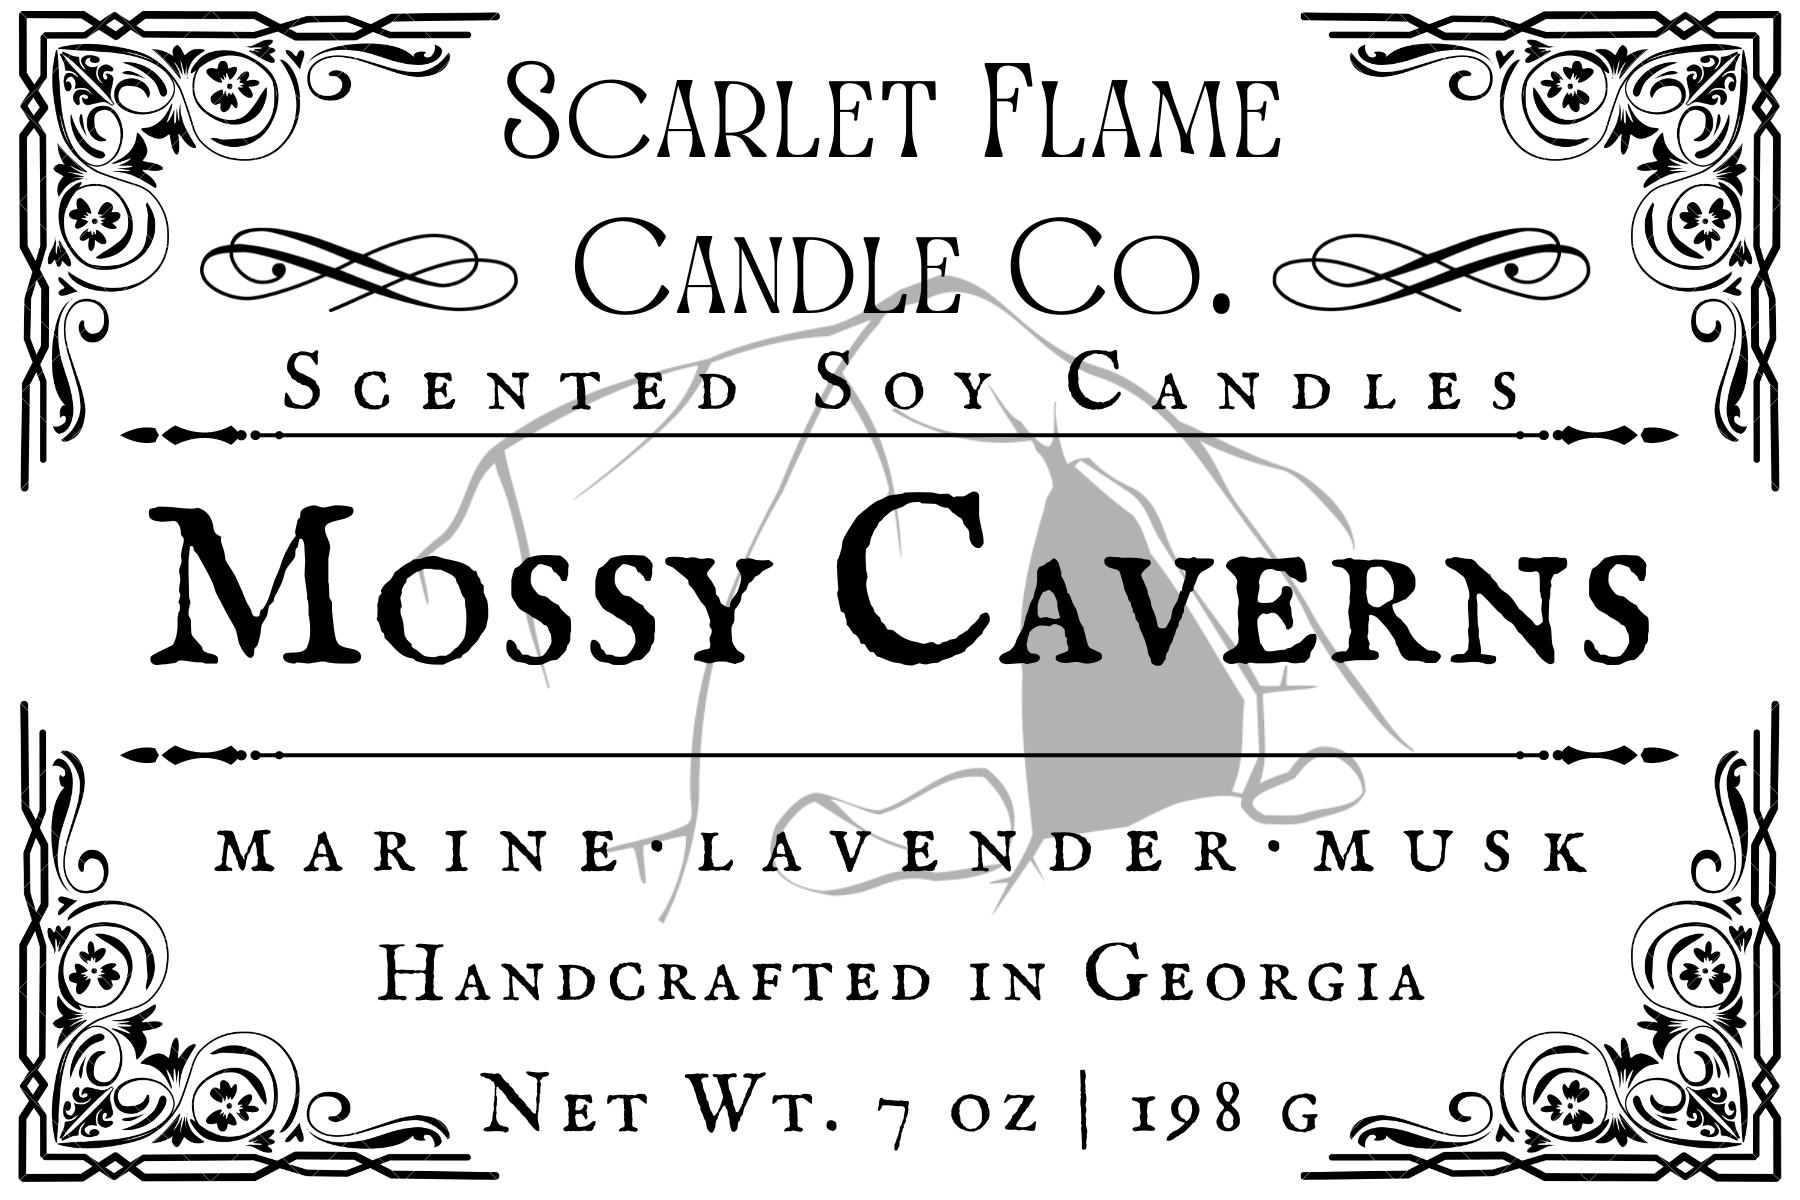 Scarlet Flame
Candle Co.
Scented Soy Candles
Mossy Caverns
MARINE·LAVENDER·MUSK
Handcrafted in Georgia
Net Wt. 7 oz | 198 g